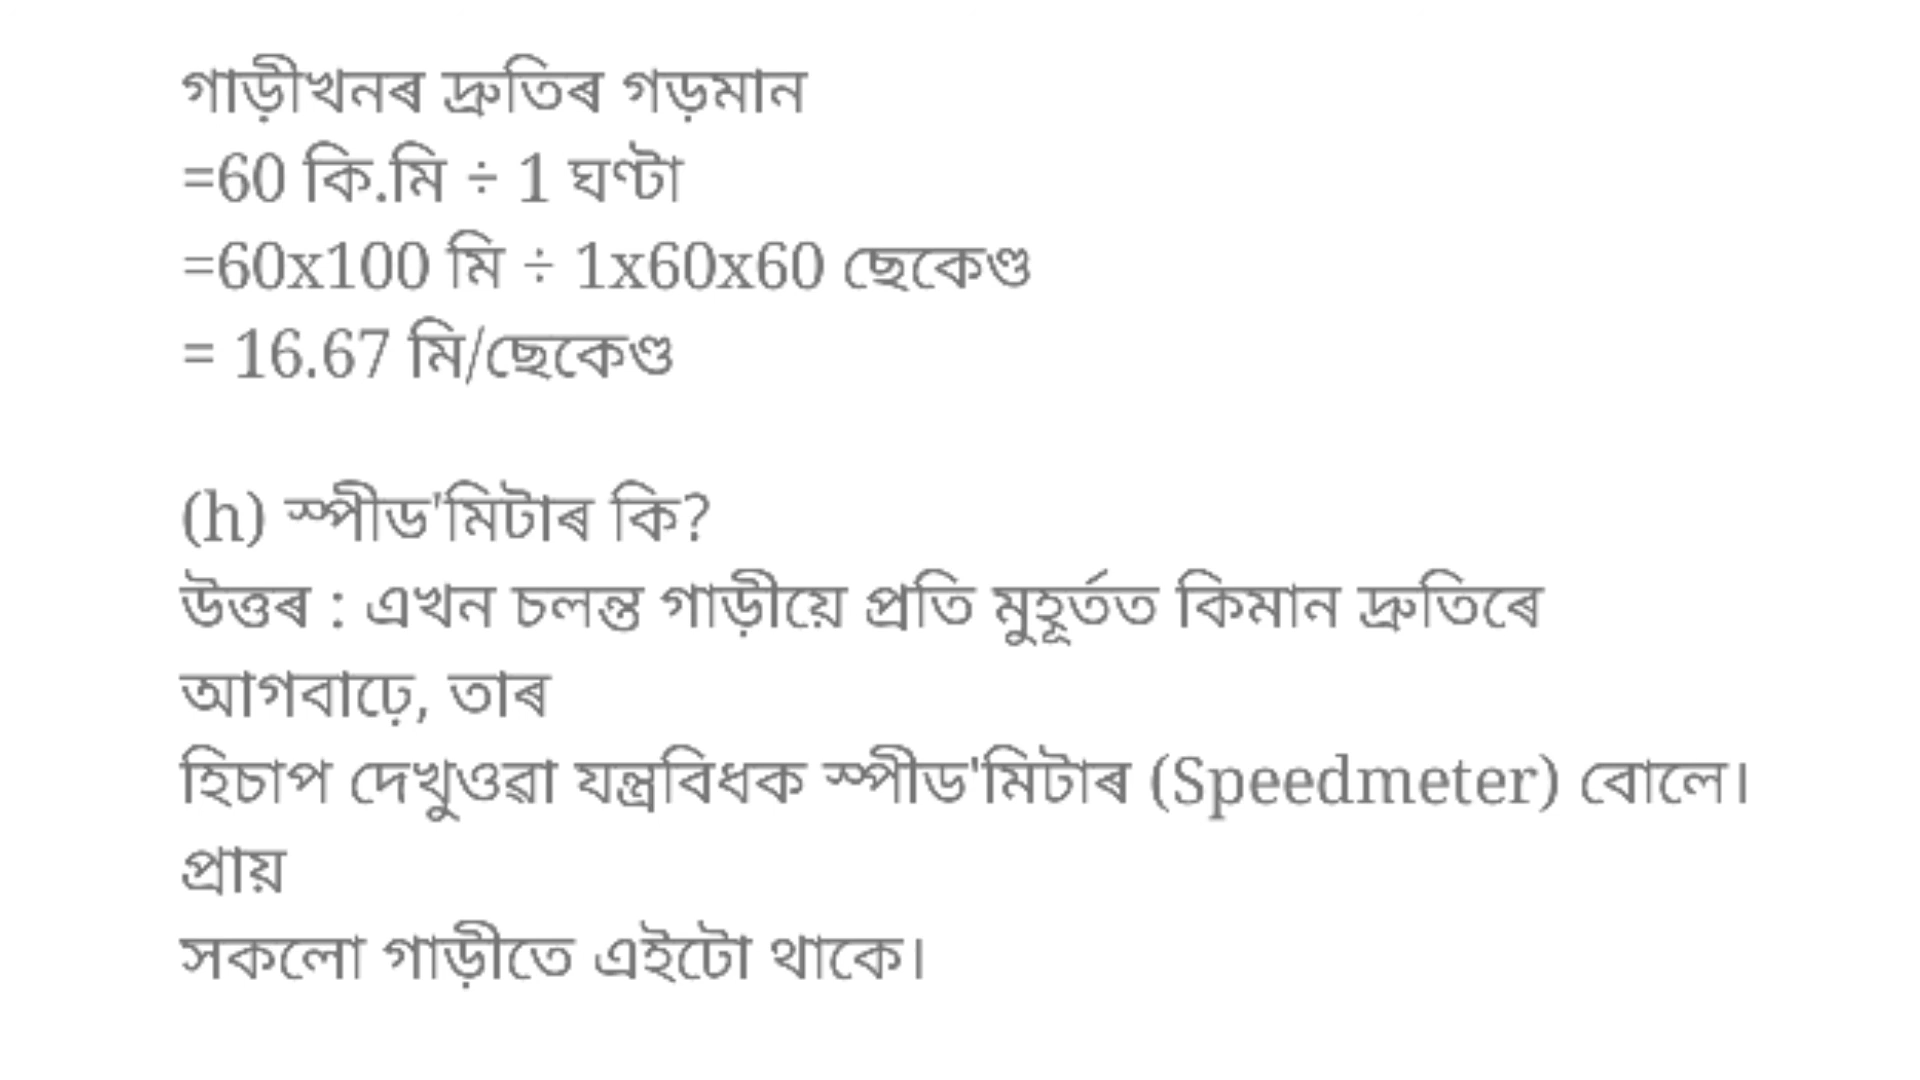 গাড়ীখনৰ দ্ৰুতিৰ গড়মান
=60 কি.মি ÷ 1 ঘণ্টা
=60x100 মি ÷ 1x60x60 ছেকেণ্ড
= 16.67 মি/ছেকেণ্ড
(h) স্পীড'মিটাৰ কি?
উত্তৰ : এখন চলন্ত গাড়ীয়ে প্ৰতি মুহূৰ্তত কিমান দ্ৰুতিৰে
আগবাঢ়ে, তাৰ
হিচাপ দেখুওৱা যন্ত্ৰবিধক স্পীড'মিটাৰ (Speedmeter) বোলে।
প্ৰায়
সকলো গাড়ীতে এইটো থাকে।